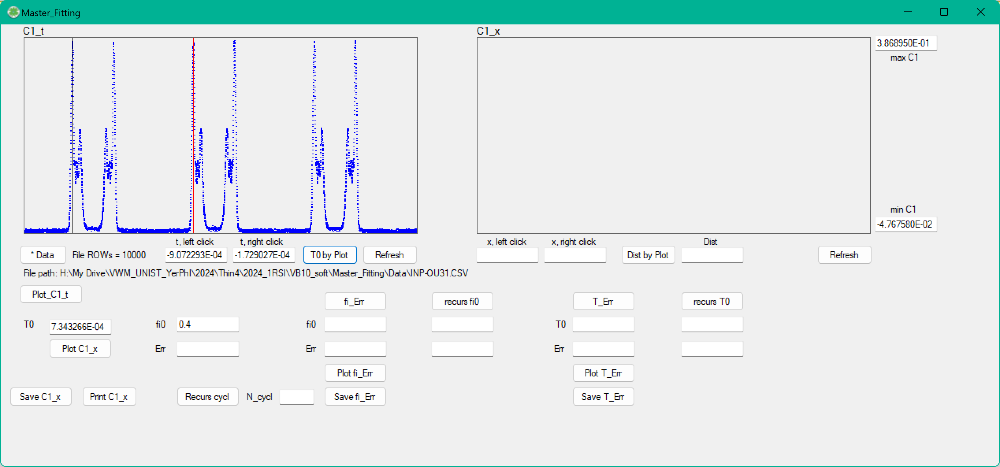 Master_Fitting
C1_t
C1_x
3.868950E-01
max C1
min C1
-4.767580E-02
t, left click
t, right click
x, left click
x, right click
Dist
* Data
File ROWs = 10000
-9.072293E-04
-1.729027E-04
T0 by Plot
Refresh
Dist by Plot
Refresh
File path: H:\My Drive\VWM_UNIST_YerPhI\2024\Thin4\2024_1RSI\VB10_soft\Master_Fitting\Data\INP-OU31.CSV
Plot_C1_t
fi_Err
recurs fi0
T_Err
recurs T0
T0
7.343266E-04
fi0
0.4
fi0
T0
Plot C1_x
Err
Err
Err
Plot fi_Err
Plot T_Err
Save C1_x
Print C1_x
Recurs cycl
N_cycl
Save fi_Err
Save T_Err